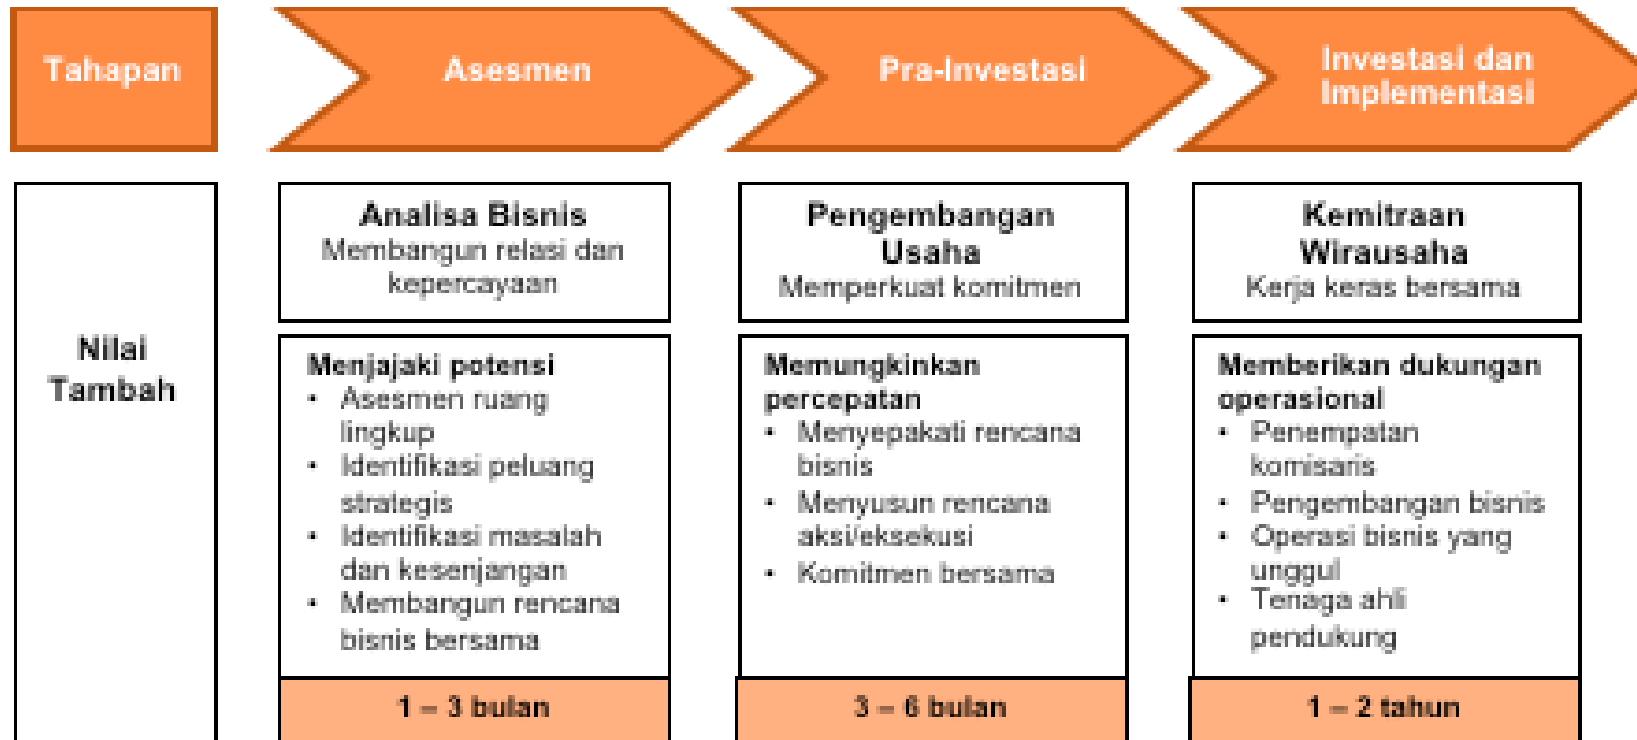 Tahapan
Asesmen
Pra-Investasi
Investasi dan
Implementasi
Nilai
Tambah
Analisa Bisnis
Membangun relasi dan
kepercayaan
Menjajaki potensi
• Asesmen ruang
lingkup
• Identifikasi peluang
strategis
• Identifikasi masalah
dan kesenjangan
• Membangun rencana
bisnis bersama
1 – 3 bulan
Pengembangan
Usaha
Memperkuat komitmen
Memungkinkan
percepatan
• Menyepakati rencana
bisnis
• Menyusun rencana
aksi/eksekusi
• Komitmen bersama
3 – 6 bulan
Kemitraan
Wirausaha
Kerja keras bersama
Memberikan dukungan
operasional
• Penempatan
komisaris
• Pengembangan bisnis
• Operasi bisnis yang
unggul
• Tenaga ahli
pendukung
1 – 2 tahun